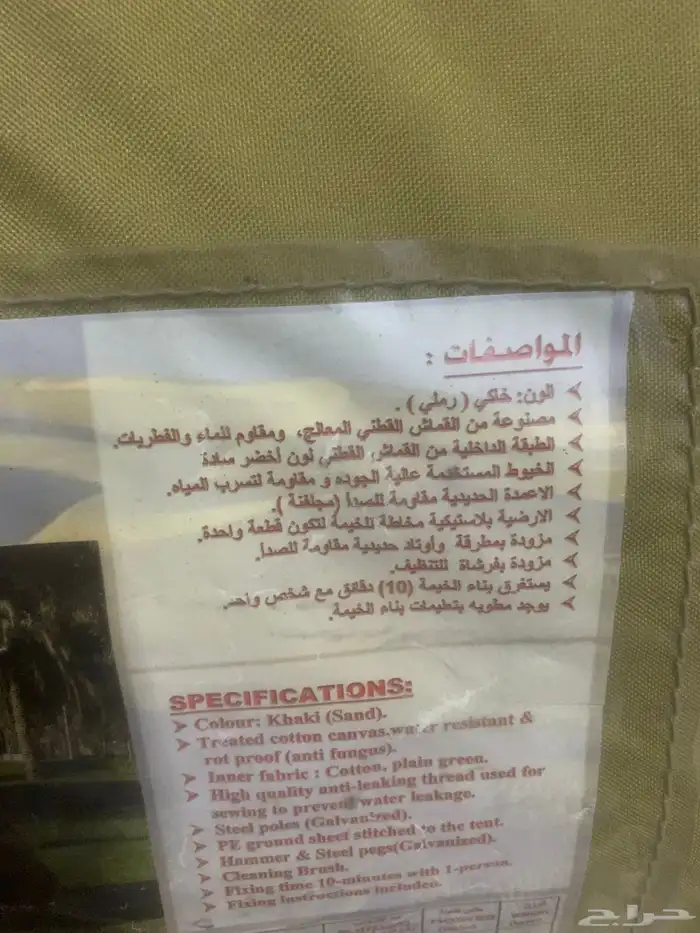 المواصفات :
➤ الون: خاكي ( رملي ) .
➤ مصنوعة من القماش القطني المعالج، ومقاوم للماء والفطريات.
➤ الطبقة الداخلية من القماش القطني لون أخضر سادة
➤ الخيوط المستخدمة عالية الجوده و مقاومة لتسرب المياه.
➤ الاعمدة الحديدية مقاومة للصدأ (مجلفنة ).
➤ الارضية بلاستيكية مخاطة للخيمة لتكون قطعة واحدة.
➤ مزودة بمطرقة وأوتاد حديدية مقاومة للصدأ.
➤ مزودة بفرشاة للتنظيف.
➤ يستغرق بناء الخيمة (10) دقائق مع شخص واحد.
➤ يوجد مطويه بتعليمات بناء الخيمة.
SPECIFICATIONS:
➤ Colour: Khaki (Sand).
➤ Treated cotton canvas,water resistant &
rot proof (anti fungus).
➤ Inner fabric : Cotton, plain green.
➤ High quality anti-leaking thread used for
sewing to prevent water leakage.
➤ Steel poles (Galvanized).
➤ PE ground sheet stitched to the tent.
➤ Hammer & Steel pegs(Galvanized).
➤ Cleaning Brush.
➤ Fixing time 10-minutes with 1-person.
➤ Fixing Instructions included.
حراج